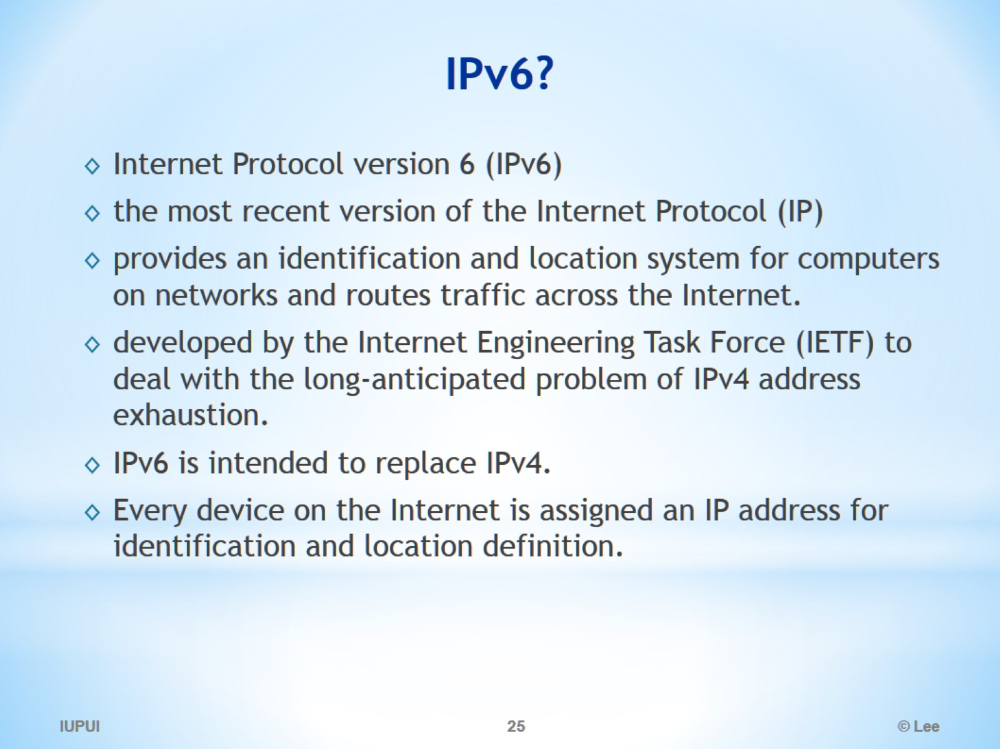 IPv6?
◇ Internet Protocol version 6 (IPv6)
◇ the most recent version of the Internet Protocol (IP)
◇ provides an identification and location system for computers
on networks and routes traffic across the Internet.
◇ developed by the Internet Engineering Task Force (IETF) to
deal with the long-anticipated problem of IPv4 address
exhaustion.
◇ IPv6 is intended to replace IPv4.
◇ Every device on the Internet is assigned an IP address for
identification and location definition.
IUPUI 25 © Lee